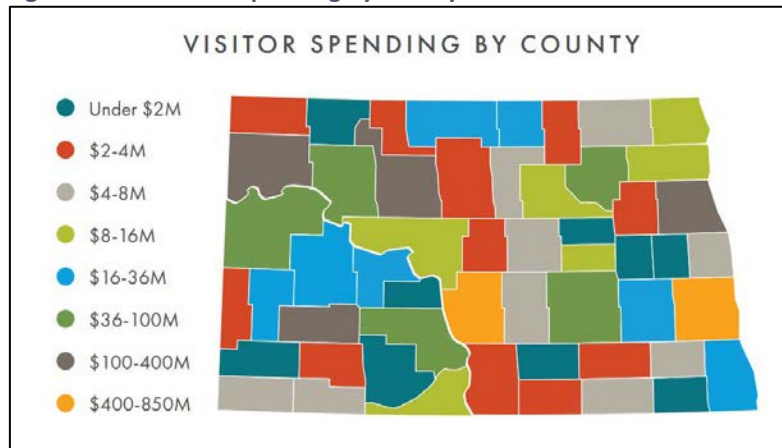 VISITOR SPENDING BY COUNTY
Under $2M
$2-4M
$4-8M
$8-16M
$16-36M
$36-100M
$100-400M
$400-850M